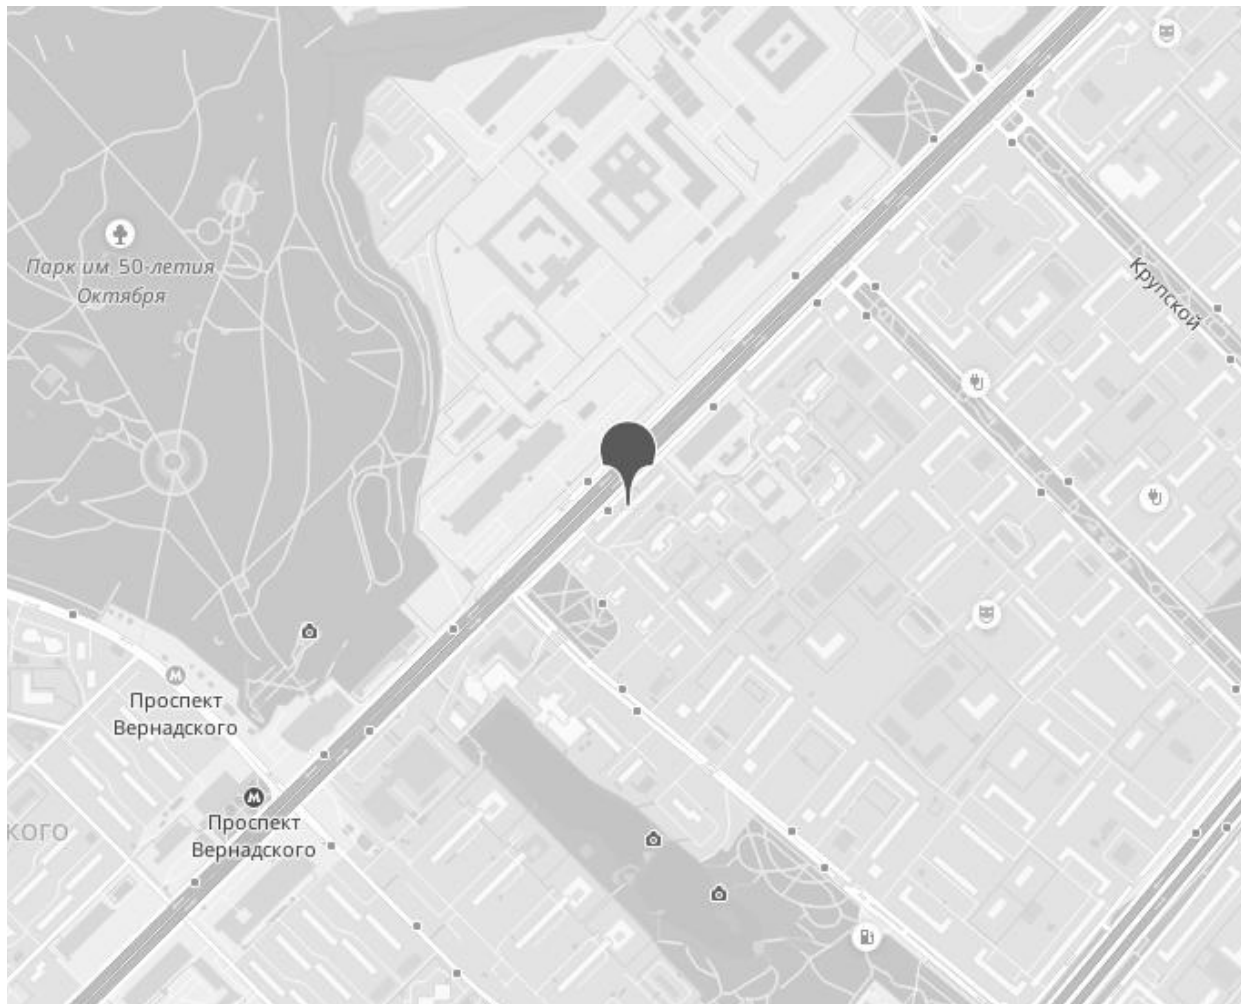 Парк им. 50-летия
Октября
Крупской
М
Проспект
Вернадского
М
Проспект
Вернадского
КОГО